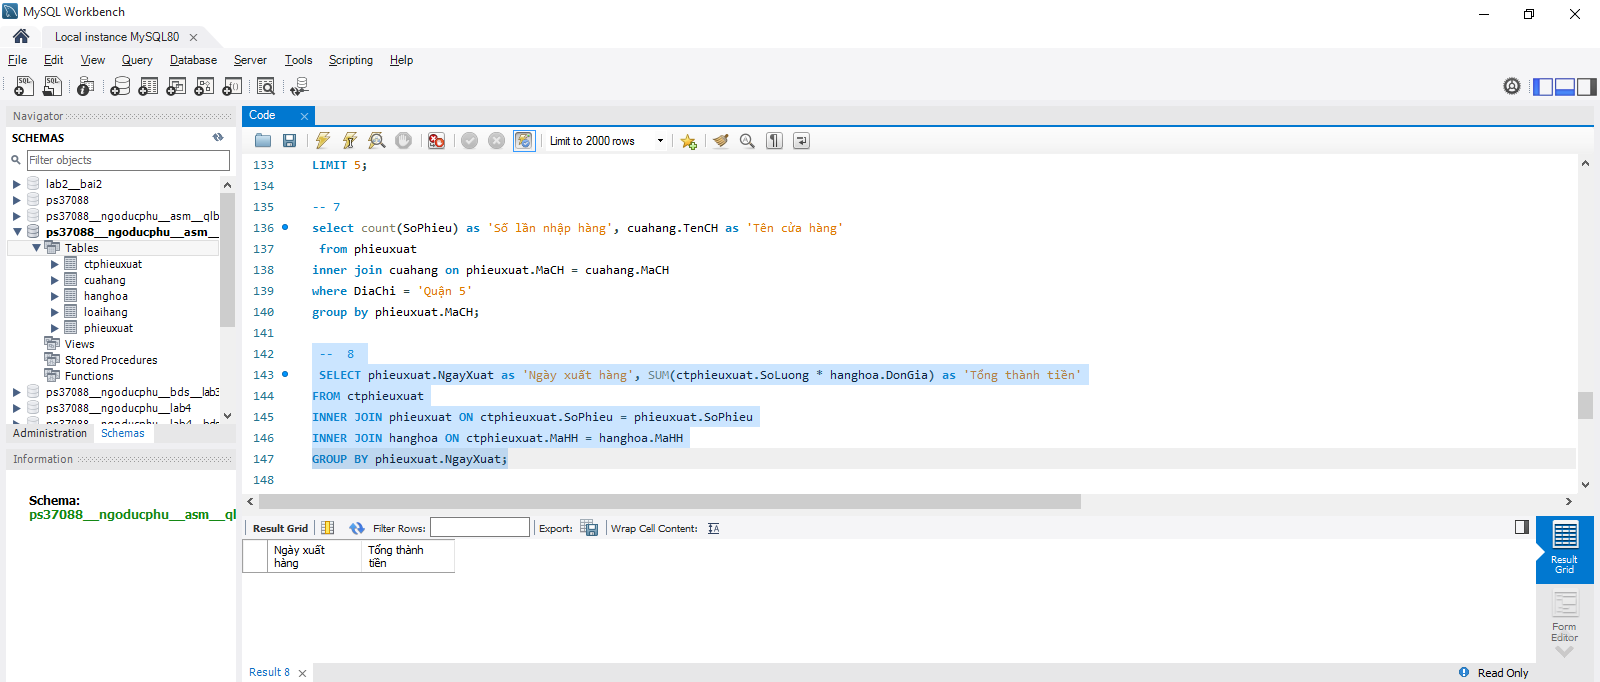 MySQL Workbench
Local instance MySQL80
File Edit View Query Database Server Tools Scripting Help
Navigator
SCHEMAS
Filter objects
lab2__bai2
ps37088
ps37088__ngoducphu__asm__qlb
ps37088__ngoducphu__asm__
Tables
ctphieuxuat
cuahang
hanghoa
loaihang
phieuxuat
Views
Stored Procedures
Functions
ps37088__ngoducphu__bds__lab3
ps37088__ngoducphu__lab4
ps37088__ngoducphu__lab4__bds
Administration Schemas
Information
Schema:
ps37088__ngoducphu__asm__ql
Code
Limit to 2000 rows
133 LIMIT 5;
134
135 -- 7
136 select count(SoPhieu) as 'Số lần nhập hàng', cuahang.TenCH as 'Tên cửa hàng'
137 from phieuxuat
138 inner join cuahang on phieuxuat.MaCH = cuahang.MaCH
139 where DiaChi = 'Quận 5'
140 group by phieuxuat.MaCH;
141
142 -- 8
143 SELECT phieuxuat.NgayXuat as 'Ngày xuất hàng', SUM(ctphieuxuat.SoLuong * hanghoa.DonGia) as 'Tổng thành tiền'
144 FROM ctphieuxuat
145 INNER JOIN phieuxuat ON ctphieuxuat.SoPhieu = phieuxuat.SoPhieu
146 INNER JOIN hanghoa ON ctphieuxuat.MaHH = hanghoa.MaHH
147 GROUP BY phieuxuat.NgayXuat;
148
Result Grid Filter Rows: Export: Wrap Cell Content:
Ngày xuất
hàng
Tổng thành
tiền
Result
Grid
Form
Editor
Result 8
Read Only